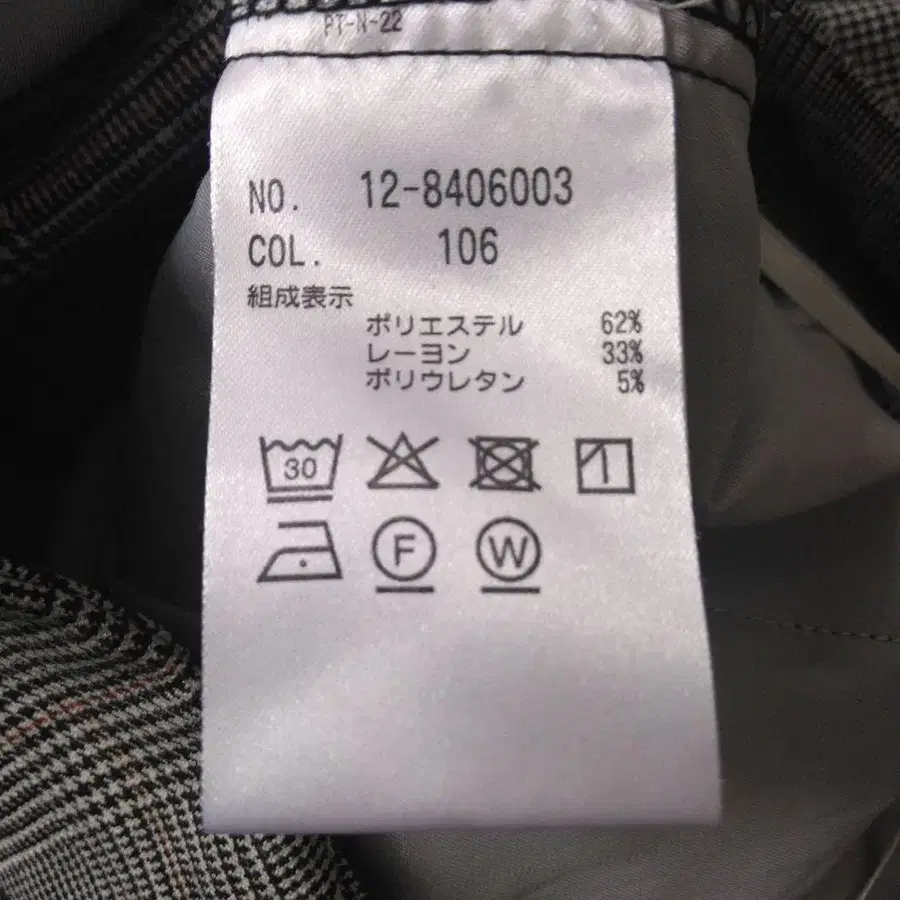 PT-N-22
NO. 12-8406003
COL. 106
組成表示
ポリエステル 62%
レーヨン 33%
ポリウレタン 5%
30
F W